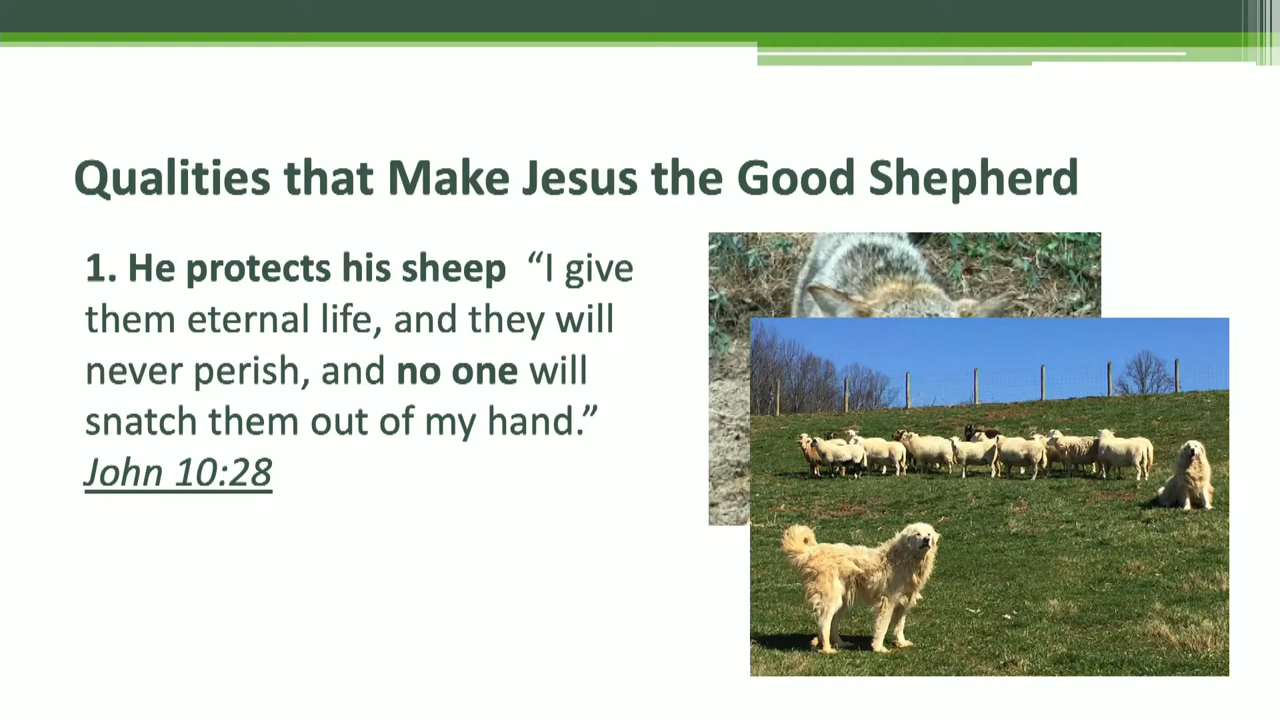 Qualities that Make Jesus the Good Shepherd
1. He protects his sheep “I give
them eternal life, and they will
never perish, and no one will
snatch them out of my hand.”
John 10:28